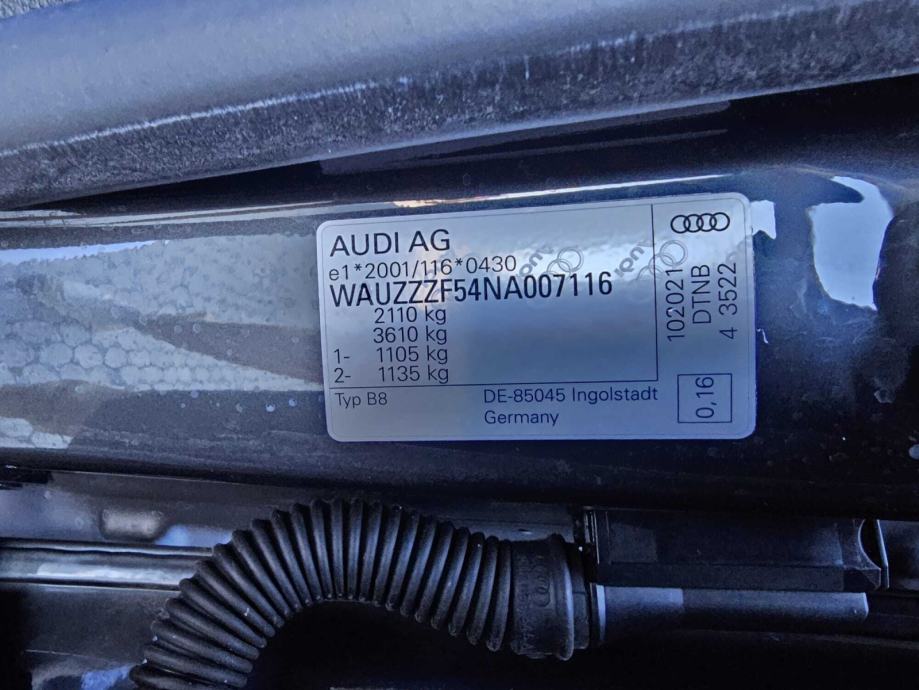 AUDI AG
e1*2001/116*0430
WAUZZZF54NA007116
2110 kg
3610 kg
1- 1105 kg
2- 1135 kg
Typ B8
DE-85045 Ingolstadt
Germany
102021
DTNB
4 3522
0,16